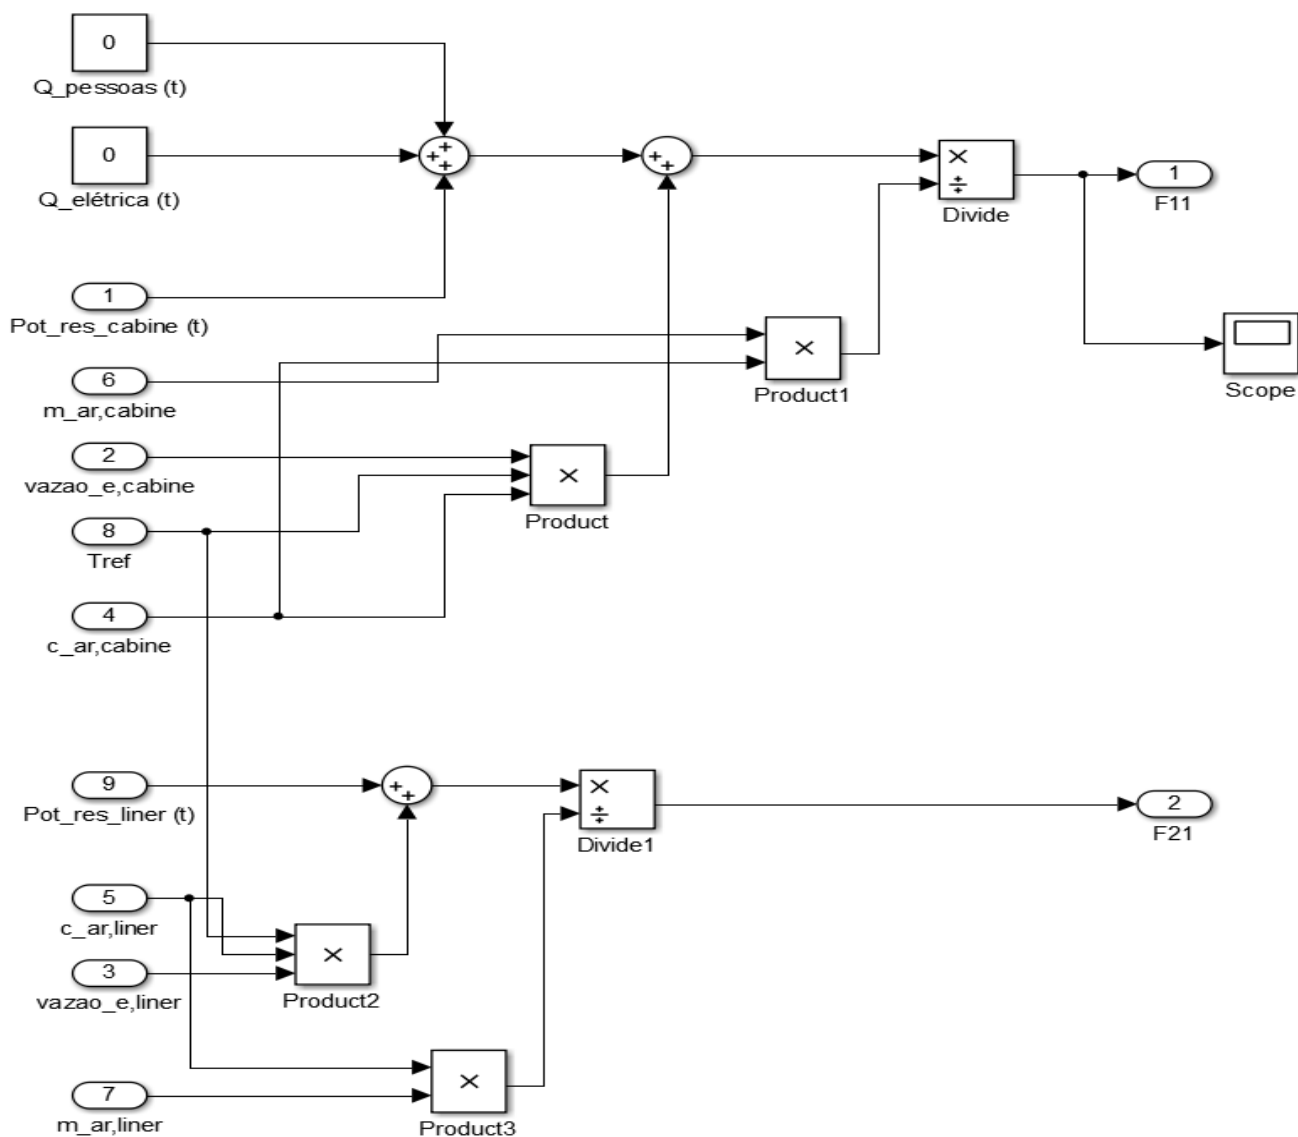 0
Q_pessoas (t)
0
Q_elétrica (t)
+
+
+
+
+
×
÷
Divide
1
F11
1
Pot_res_cabine (t)
×
Product1
Scope
6
m_ar,cabine
2
vazao_e,cabine
×
Product
8
Tref
4
c_ar,cabine
9
Pot_res_liner (t)
+
+
×
÷
Divide1
2
F21
5
c_ar,liner
×
Product2
3
vazao_e,liner
×
Product3
7
m_ar,liner